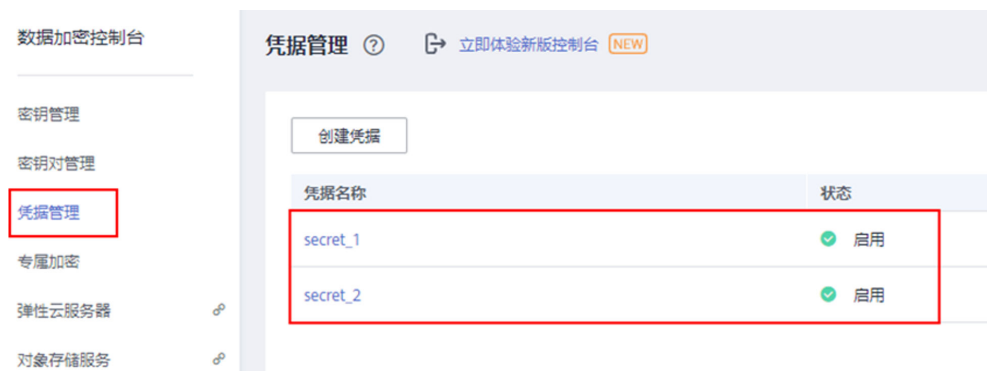 数据加密控制台
密钥管理
密钥对管理
凭据管理
专属加密
弹性云服务器
对象存储服务
凭据管理 ? 立即体验新版控制台 NEW
创建凭据
凭据名称 状态
secret_1 启用
secret_2 启用